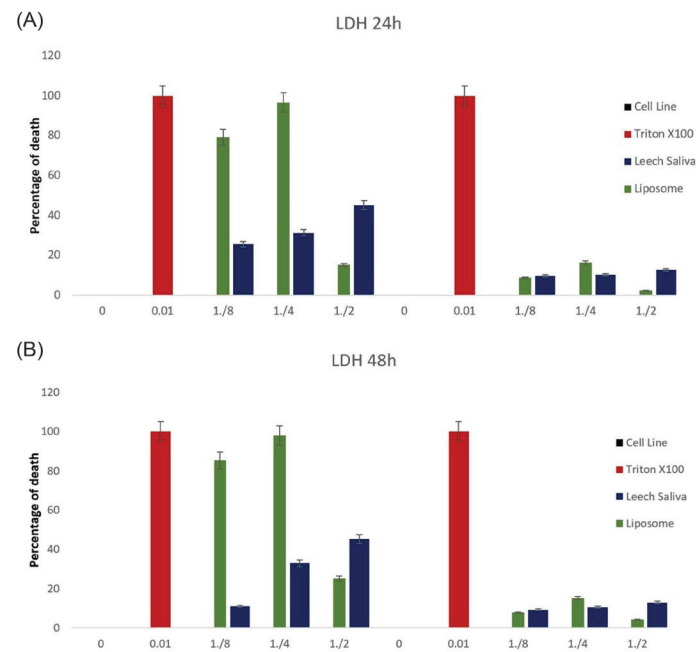 (A)
LDH 24h
120
100
80
60
40
20
0
Percentage of death
0 0.01 1./8 1./4 1./2 0 0.01 1./8 1./4 1./2
Cell Line
Triton X100
Leech Saliva
Liposome
(B)
LDH 48h
120
100
80
60
40
20
0
Percentage of death
0 0.01 1./8 1./4 1./2 0 0.01 1./8 1./4 1./2
Cell Line
Triton X100
Leech Saliva
Liposome